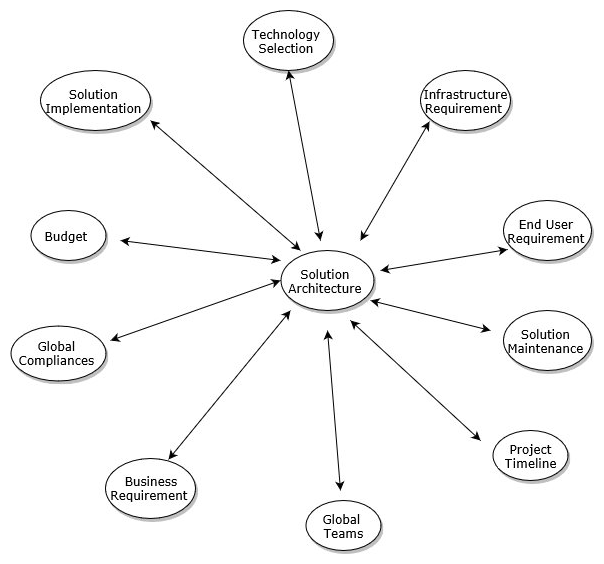 Technology
Selection
Solution
Implementation
Infrastructure
Requirement
Budget
End User
Requirement
Solution
Architecture
Global
Compliances
Solution
Maintenance
Business
Requirement
Project
Timeline
Global
Teams